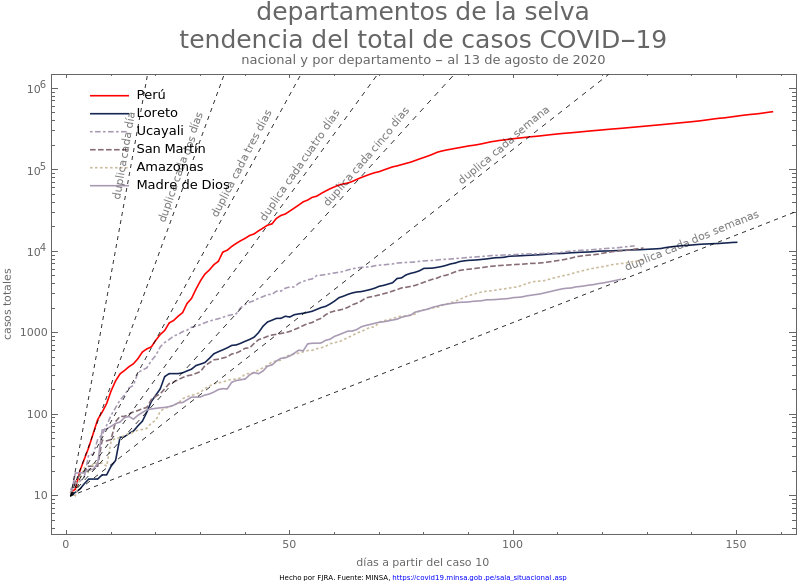 departamentos de la selva
tendencia del total de casos COVID‒19
nacional y por departamento ‒ al 13 de agosto de 2020
casos totales
10⁶
10⁵
10⁴
1000
100
10
Perú
Loreto
Ucayali
San Martín
Amazonas
Madre de Dios
duplica cada día
duplica cada dos días
duplica cada tres días
duplica cada cuatro días
duplica cada cinco días
duplica cada semana
duplica cada dos semanas
0 50 100 150
días a partir del caso 10
Hecho por FJRA. Fuente: MINSA, https://covid19.minsa.gob.pe/sala_situacional.asp